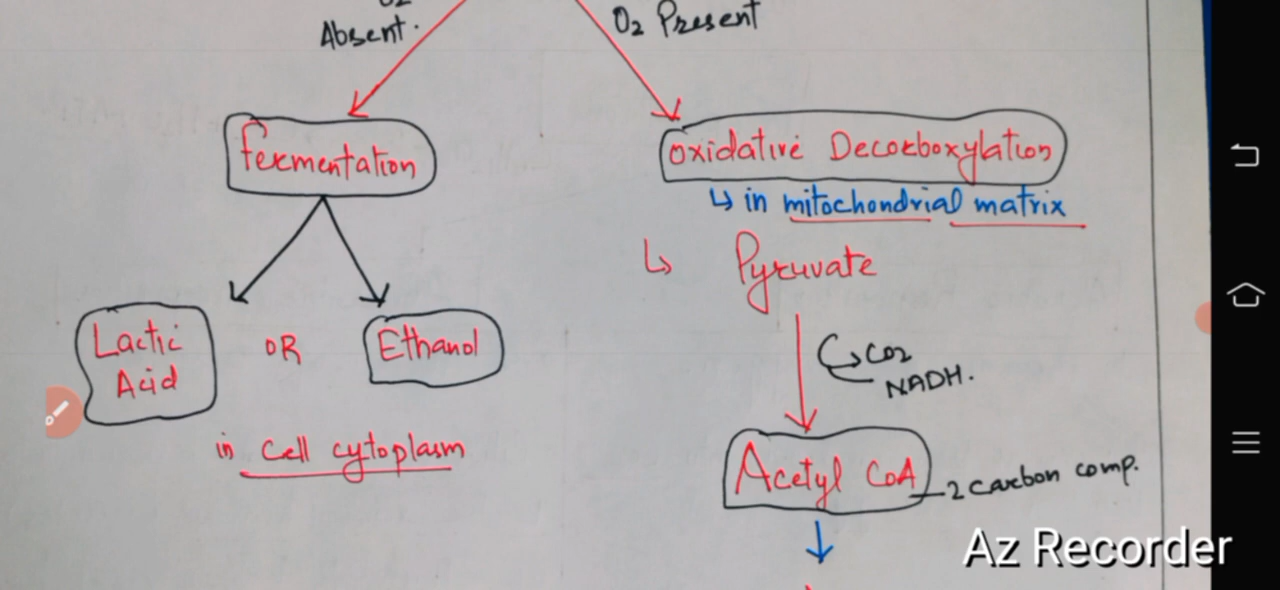 Absent.
O2 Present
fermentation
oxidative Decarboxylation
↳ in mitochondrial matrix
↳ Pyruvate
CO2
NADH.
Lactic
Acid
OR
Ethanol
in cell cytoplasm
Acetyl CoA
2 carbon comp.
Az Recorder